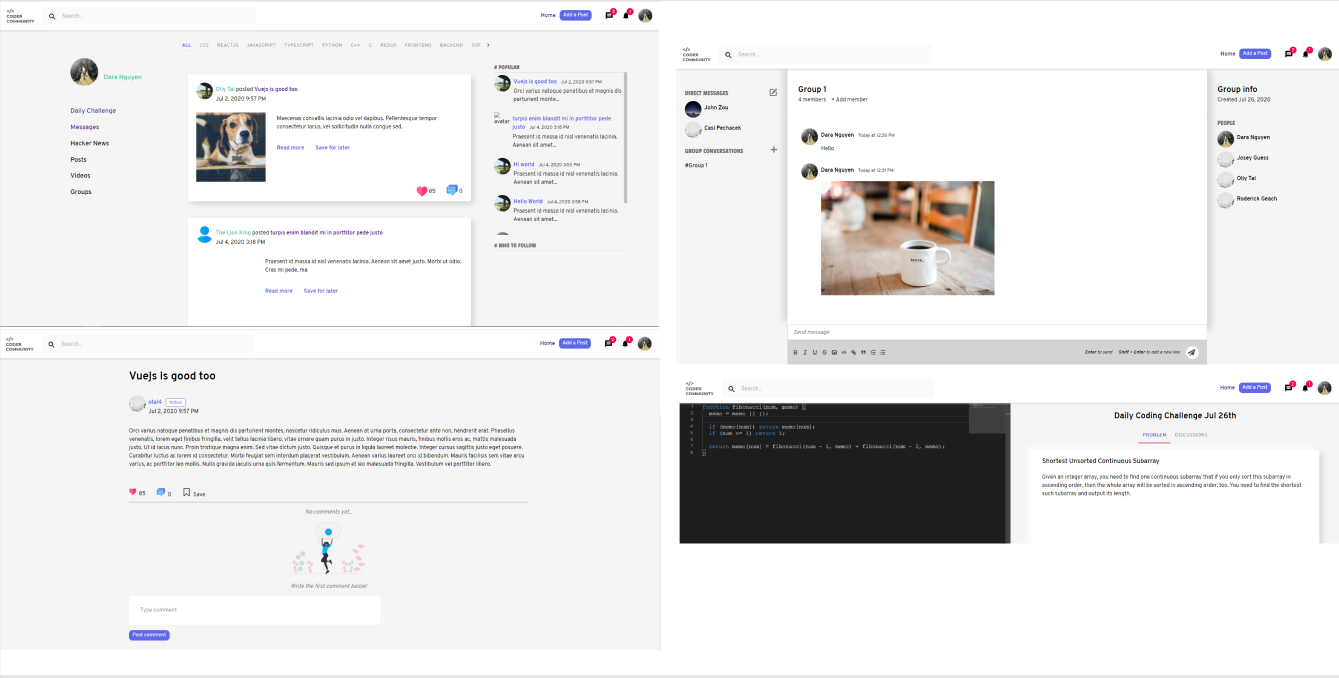 </>
CODER
COMMUNITY
Search...
Home
Add a Post
2
1
ALL CSS REACTJS JAVASCRIPT TYPESCRIPT PYTHON C++ C REDUX FRONTEND BACKEND SOF >
Dara Nguyen
Daily Challenge
Messages
Hacker News
Posts
Videos
Groups
Oly Tal posted Vuejs is good too
Jul 2, 2020 9:57 PM
Maecenas convallis lacinia odio vel dapibus. Pellentesque tempor
consectetur lacus, vel sollicitudin nulla congue sed.
Read more Save for later
85 0
The Lion King posted turpis enim blandit mi in porttitor pede justo
Jul 4, 2020 3:18 PM
Praesent id massa id nisl venenatis lacinia. Aenean sit amet justo. Morbi ut odio.
Cras mi pede, ma
Read more Save for later
# POPULAR
Vuejs is good too Jul 2, 2020 9:57 PM
Orci varius natoque penatibus et magnis dis
parturient monte...
avatar
turpis enim blandit mi in porttitor pede
justo Jul 4, 2020 3:18 PM
Praesent id massa id nisl venenatis lacinia.
Aenean sit amet...
Hi world Jul 4, 2020 3:53 PM
Praesent id massa id nisl venenatis lacinia.
Aenean sit amet...
Hello World Jul 4, 2020 3:58 PM
Praesent id massa id nisl venenatis lacinia.
Aenean sit amet...
# WHO TO FOLLOW
</>
CODER
COMMUNITY
Search...
Home
Add a Post
2
1
Vuejs is good too
ofal4 follow
Jul 2, 2020 9:57 PM
Orci varius natoque penatibus et magnis dis parturient montes, nascetur ridiculus mus. Aenean at urna porta, consectetur ante non, hendrerit erat. Phasellus
venenatis, lorem eget finibus fringilla, velit tellus lacinia libero, vitae ornare quam purus in justo. Integer risus mauris, finibus mollis eros ac, mattis malesuada
justo. Ut id lacus nunc. Proin tristique magna enim. Sed vitae dictum justo. Quisque et purus in ligula laoreet molestie. Integer cursus sagittis justo eget posuere.
Curabitur luctus ac lorem id consectetur. Morbi feugiat sem interdum placerat vestibulum. Aenean varius laoreet orci id bibendum. Mauris facilisis sem vitae arcu
varius, ac porttitor leo mollis. Nulla gravida iaculis urna quis fermentum. Mauris sed ipsum et leo malesuada fringilla. Vestibulum vel porttitor libero.
85 0 Save
No comments yet...
Write the first comment below!
Type comment
Post comment
</>
CODER
COMMUNITY
Search...
Home
Add a Post
2
1
DIRECT MESSAGES
John Zou
Casi Pechacek
GROUP CONVERSATIONS +
#Group 1
Group 1
4 members + Add member
Dara Nguyen Today at 12:30 PM
Hello
Dara Nguyen Today at 12:31 PM
Send message
B I U S
Enter to send Shift + Enter to add a new line
Group info
Created Jul 26, 2020
PEOPLE
Dara Nguyen
Josey Guess
Olly Tal
Roderick Geach
</>
CODER
COMMUNITY
Search...
Home
Add a Post
2
1
1 function fibonacci(num, memo) {
2 memo = memo || {};
3
4 if (memo[num]) return memo[num];
5 if (num <= 1) return 1;
6
7 return memo[num] = fibonacci(num - 1, memo) + fibonacci(num - 2, memo);
8 }
Daily Coding Challenge Jul 26th
PROBLEM DISCUSSIONS
Shortest Unsorted Continuous Subarray
Given an integer array, you need to find one continuous subarray that if you only sort this subarray in
ascending order, then the whole array will be sorted in ascending order, too. You need to find the shortest
such subarray and output its length.